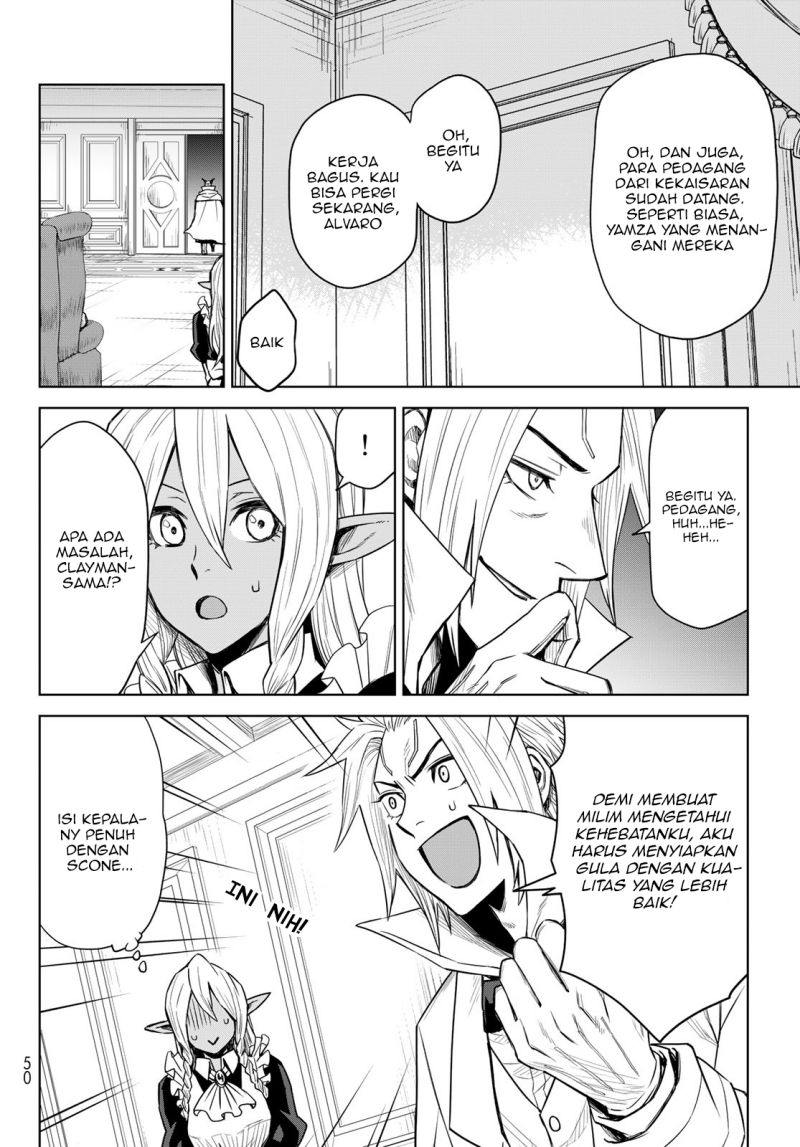 OH, DAN JUGA,
PARA PEDAGANG
DARI KEKAISARAN
SUDAH DATANG.
SEPERTI BIASA,
YAMZA YANG MENAN-
GANI MEREKA
OH,
BEGITU
YA
KERJA
BAGUS. KAU
BISA PERGI
SEKARANG,
ALVARO
BAIK
BEGITU YA.
PEDAGANG,
HUH...HE-
HEH...
!
APA ADA
MASALAH,
CLAYMAN-
SAMA!?
DEMI MEMBUAT
MILIM MENGETAHUI
KEHEBATANKU, AKU
HARUS MENYIAPKAN
GULA DENGAN KUA-
LITAS YANG LEBIH
BAIK!
INI NIH!
ISI KEPALA-
NY PENUH
DENGAN
SCONE...
50